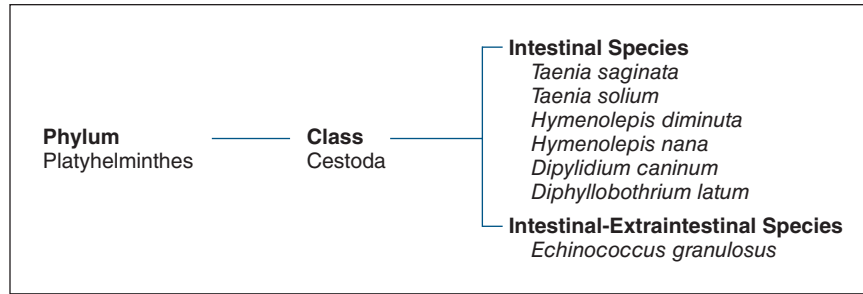 Phylum
Platyhelminthes
Class
Cestoda
Intestinal Species
Taenia saginata
Taenia solium
Hymenolepis diminuta
Hymenolepis nana
Dipylidium caninum
Diphyllobothrium latum
Intestinal-Extraintestinal Species
Echinococcus granulosus